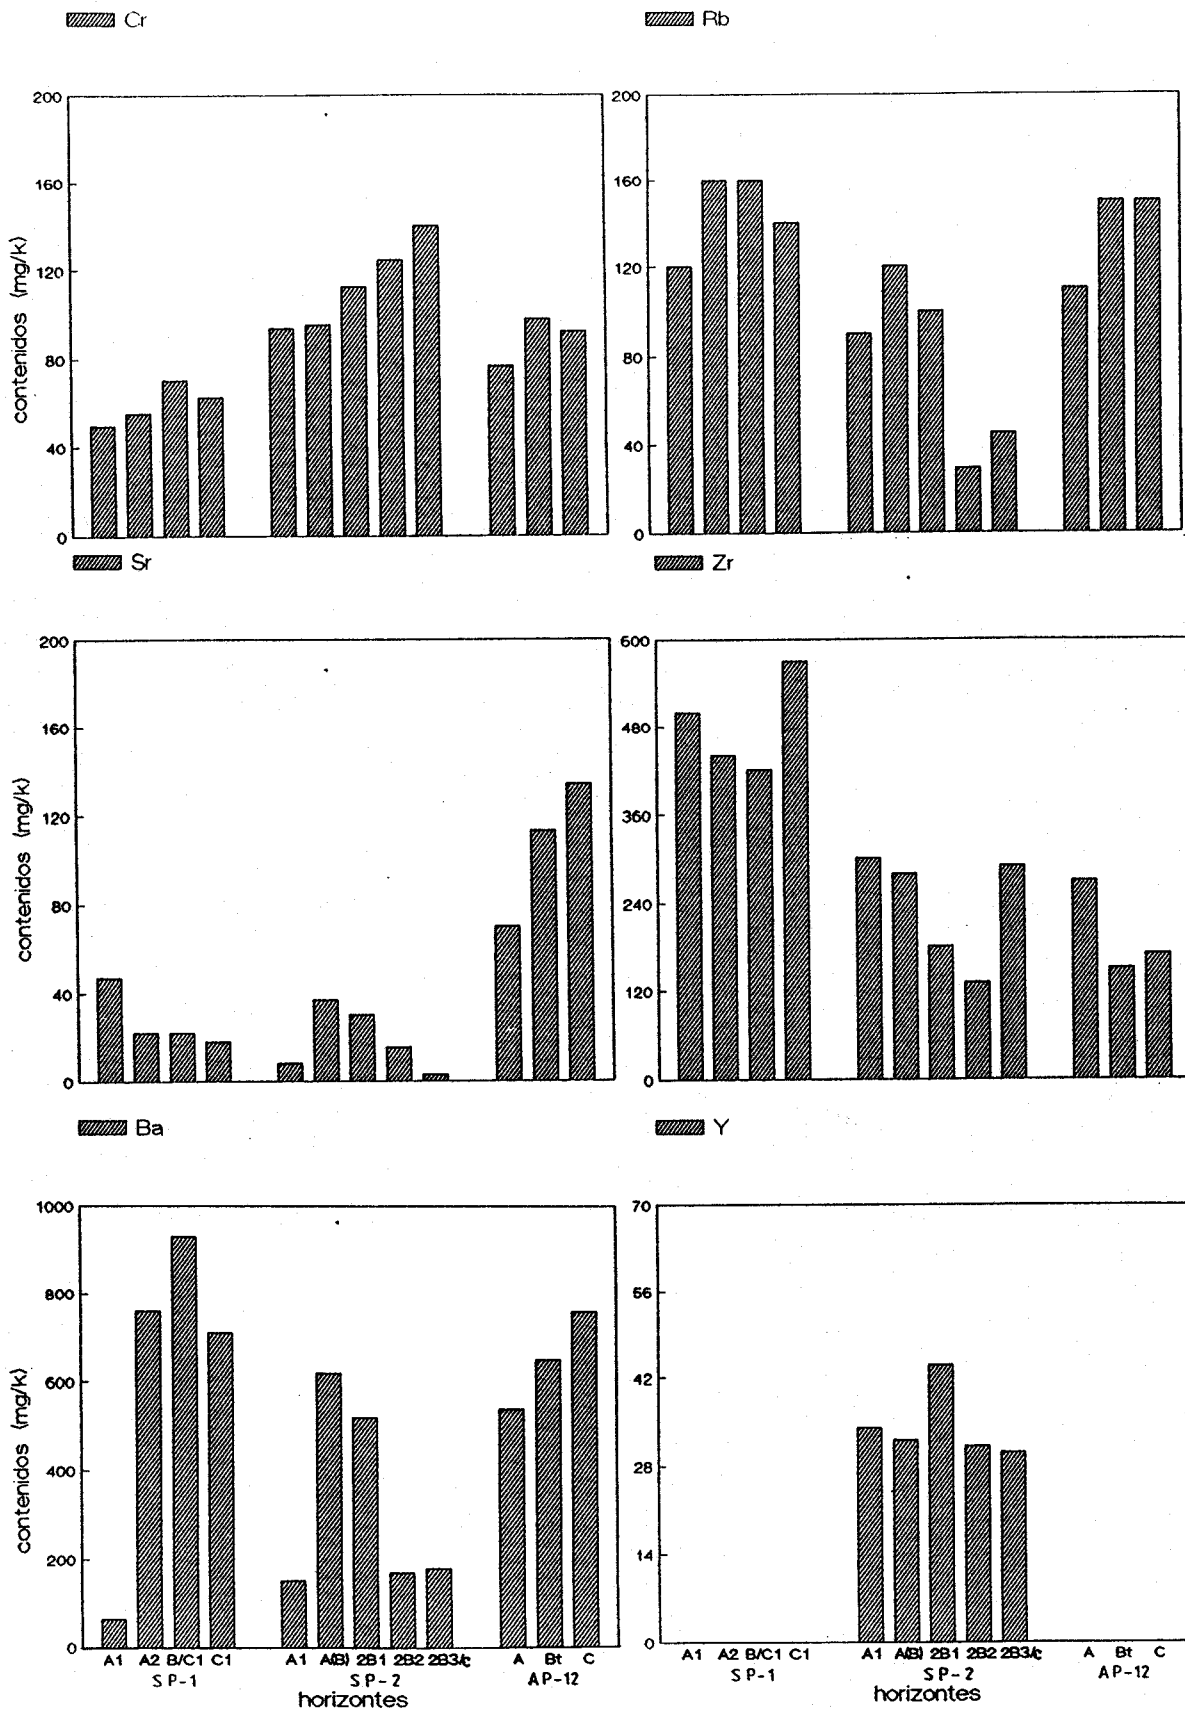 Cr
Rb
200
160
120
80
40
0
contenidos (mg/k)
200
160
120
80
40
0
Sr
Zr
200
160
120
80
40
0
contenidos (mg/k)
600
480
360
240
120
0
Ba
Y
1000
800
600
400
200
0
contenidos (mg/k)
70
56
42
28
14
0
A1 A2 B/C1 C1 A1 A(B) 2B1 2B2 2B3/c A Bt C
SP-1 SP-2 AP-12
horizontes
A1 A2 B/C1 C1 A1 A(B) 2B1 2B2 2B3/c A Bt C
SP-1 SP-2 AP-12
horizontes